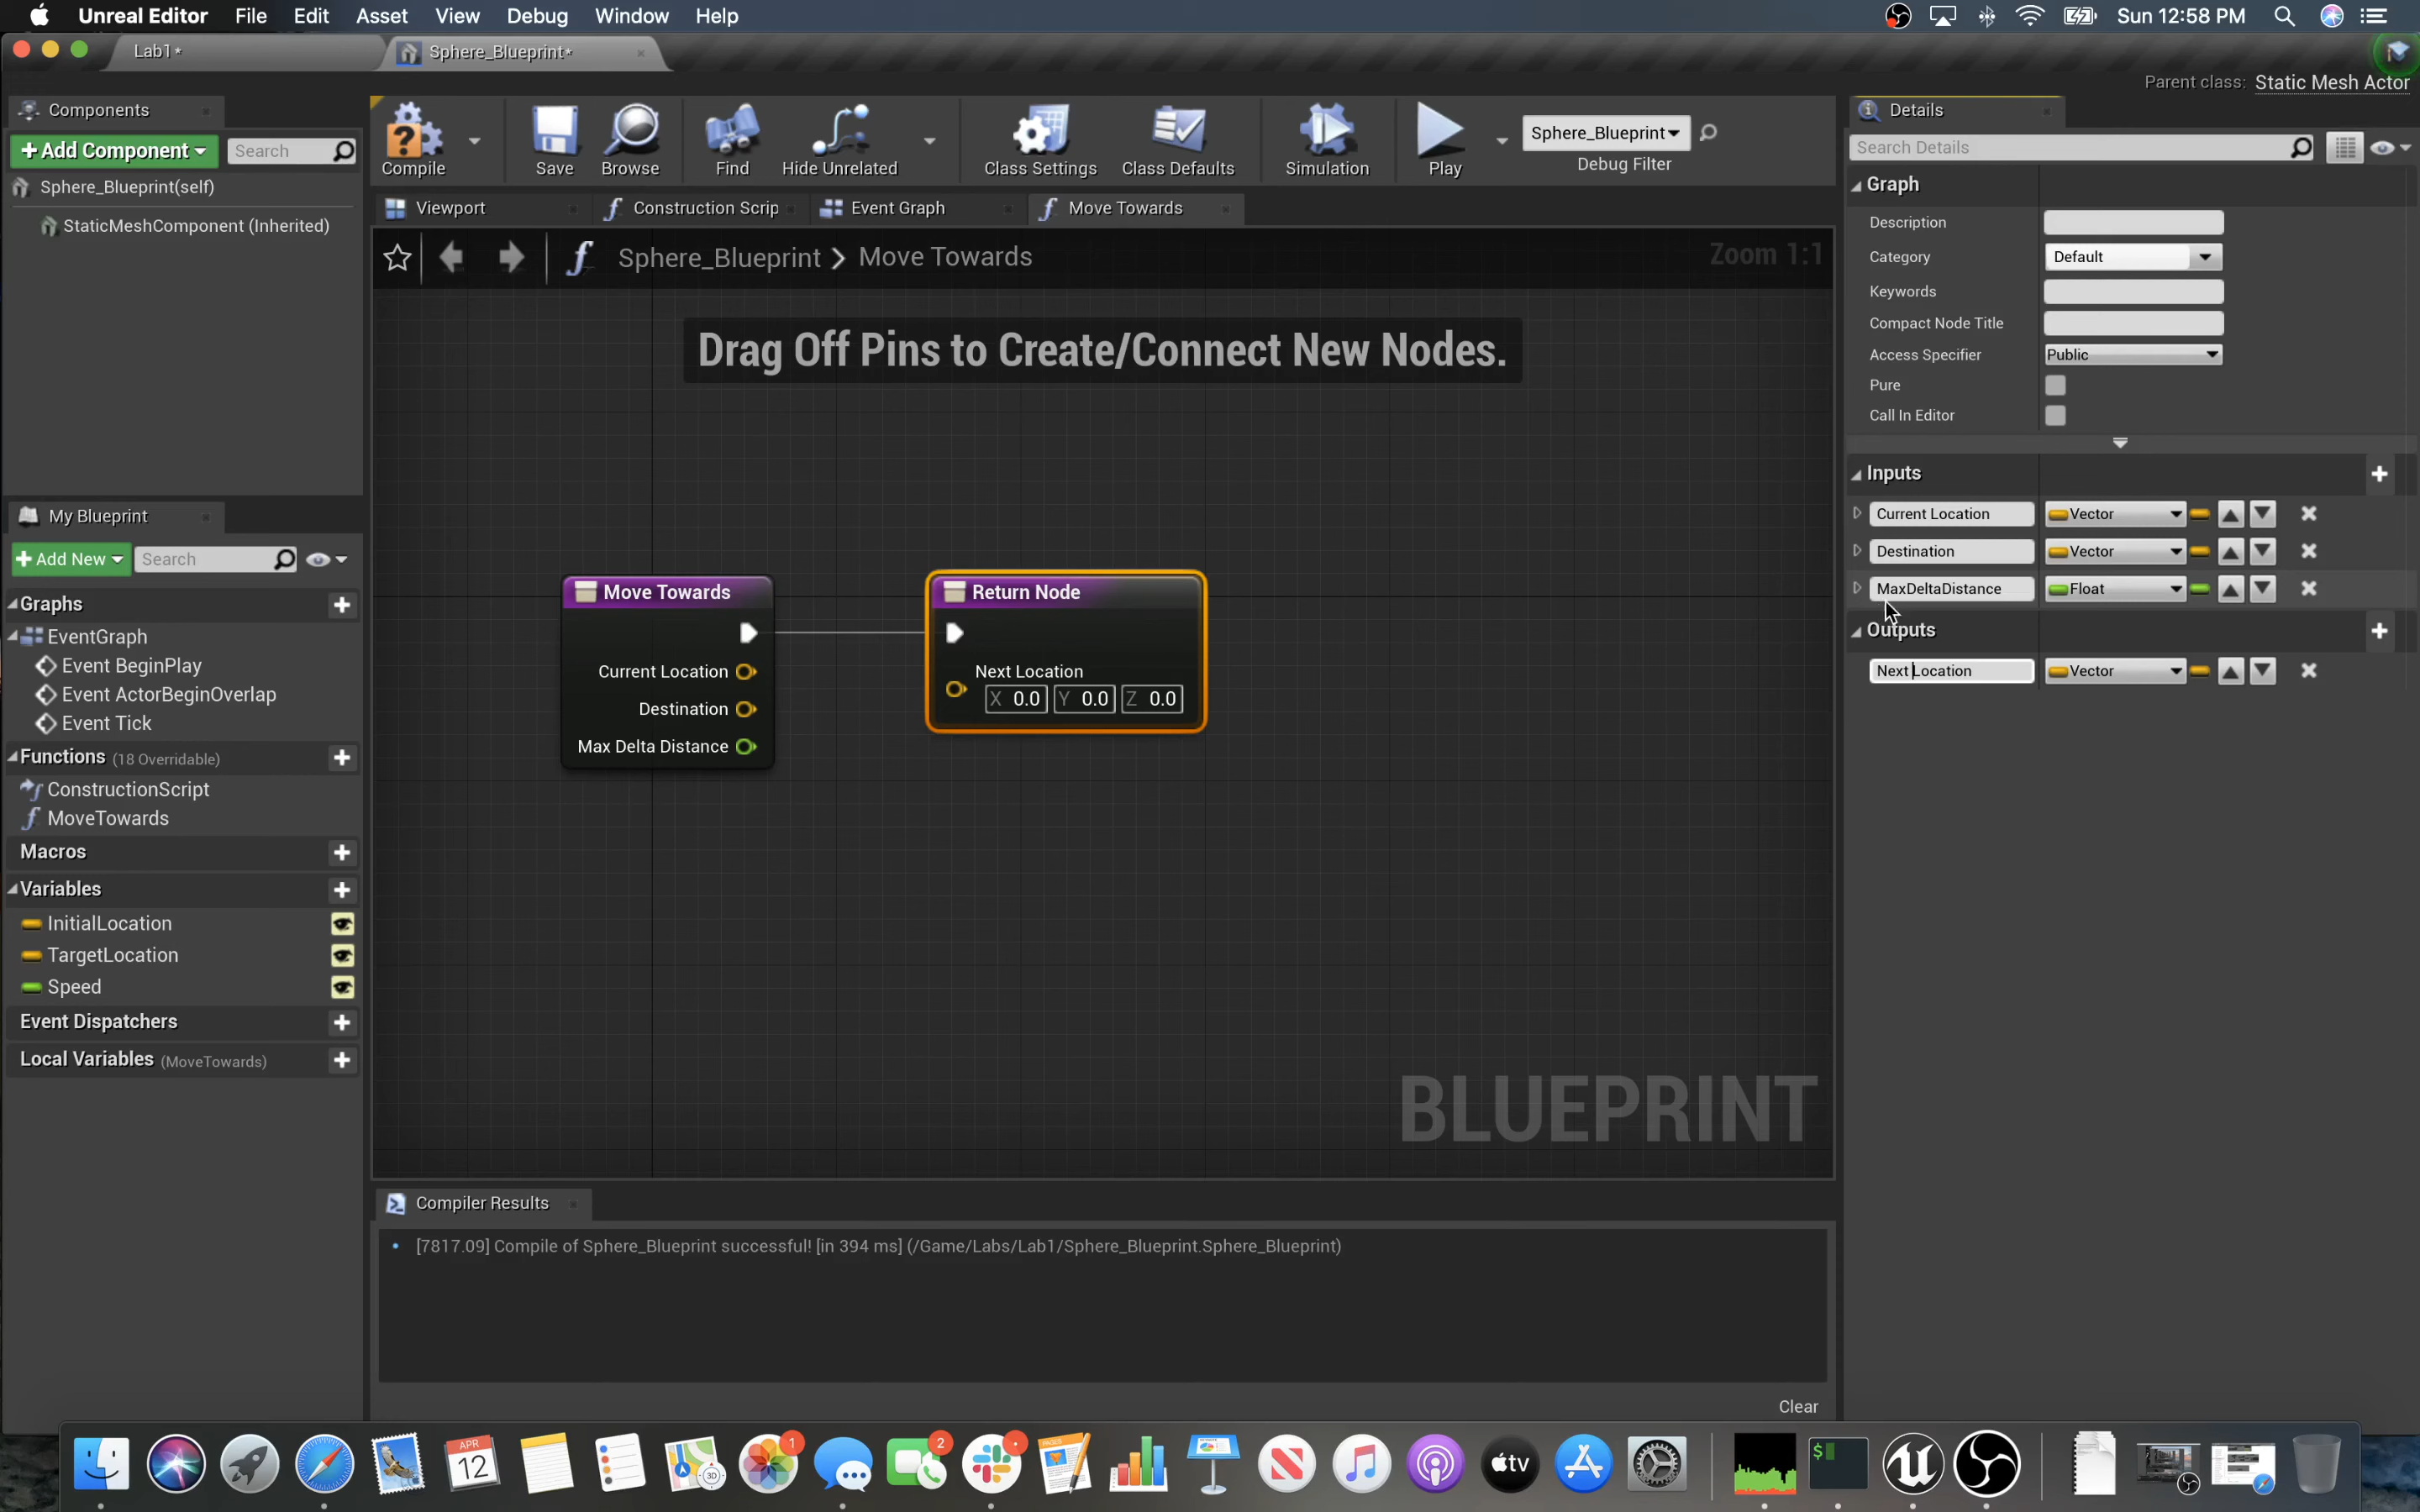 Unreal Editor File Edit Asset View Debug Window Help
Sun 12:58 PM
Lab1*
Sphere_Blueprint*
Parent class: Static Mesh Actor
Components
+ Add Component
Search
Sphere_Blueprint(self)
StaticMeshComponent (Inherited)
Compile
Save
Browse
Find
Hide Unrelated
Class Settings
Class Defaults
Simulation
Play
Sphere_Blueprint
Debug Filter
Viewport
Construction Scrip
Event Graph
Move Towards
Sphere_Blueprint > Move Towards
Zoom 1:1
Drag Off Pins to Create/Connect New Nodes.
Move Towards
Current Location
Destination
Max Delta Distance
Return Node
Next Location
X 0.0 Y 0.0 Z 0.0
BLUEPRINT
My Blueprint
+ Add New
Search
Graphs
EventGraph
Event BeginPlay
Event ActorBeginOverlap
Event Tick
Functions (18 Overridable)
ConstructionScript
MoveTowards
Macros
Variables
InitialLocation
TargetLocation
Speed
Event Dispatchers
Local Variables (MoveTowards)
Compiler Results
[7817.09] Compile of Sphere_Blueprint successful! [in 394 ms] (/Game/Labs/Lab1/Sphere_Blueprint.Sphere_Blueprint)
Clear
Details
Search Details
Graph
Description
Category Default
Keywords
Compact Node Title
Access Specifier Public
Pure
Call In Editor
Inputs
Current Location Vector
Destination Vector
MaxDeltaDistance Float
Outputs
Next Location Vector
APR
12
3D
1
2
PAGES
tv
$